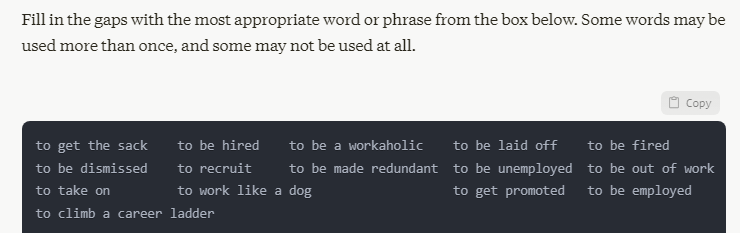 Fill in the gaps with the most appropriate word or phrase from the box below. Some words may be
used more than once, and some may not be used at all.
Copy
to get the sack to be hired to be a workaholic to be laid off to be fired
to be dismissed to recruit to be made redundant to be unemployed to be out of work
to take on to work like a dog to get promoted to be employed
to climb a career ladder